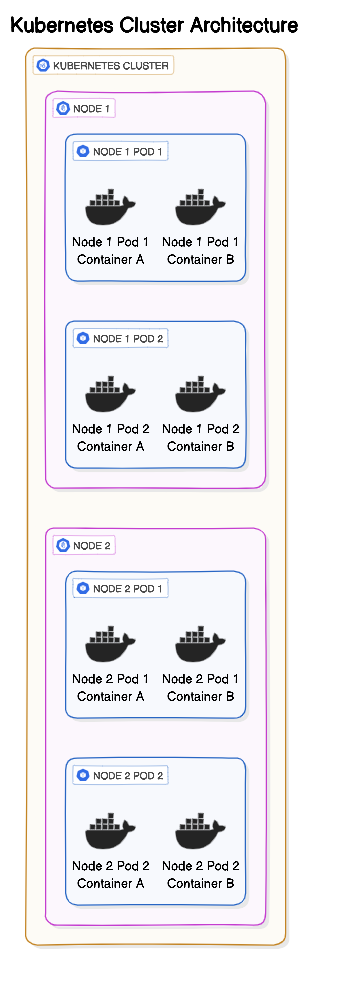 Kubernetes Cluster Architecture
KUBERNETES CLUSTER
NODE 1
NODE 1 POD 1
Node 1 Pod 1 Node 1 Pod 1
Container A Container B
NODE 1 POD 2
Node 1 Pod 2 Node 1 Pod 2
Container A Container B
NODE 2
NODE 2 POD 1
Node 2 Pod 1 Node 2 Pod 1
Container A Container B
NODE 2 POD 2
Node 2 Pod 2 Node 2 Pod 2
Container A Container B